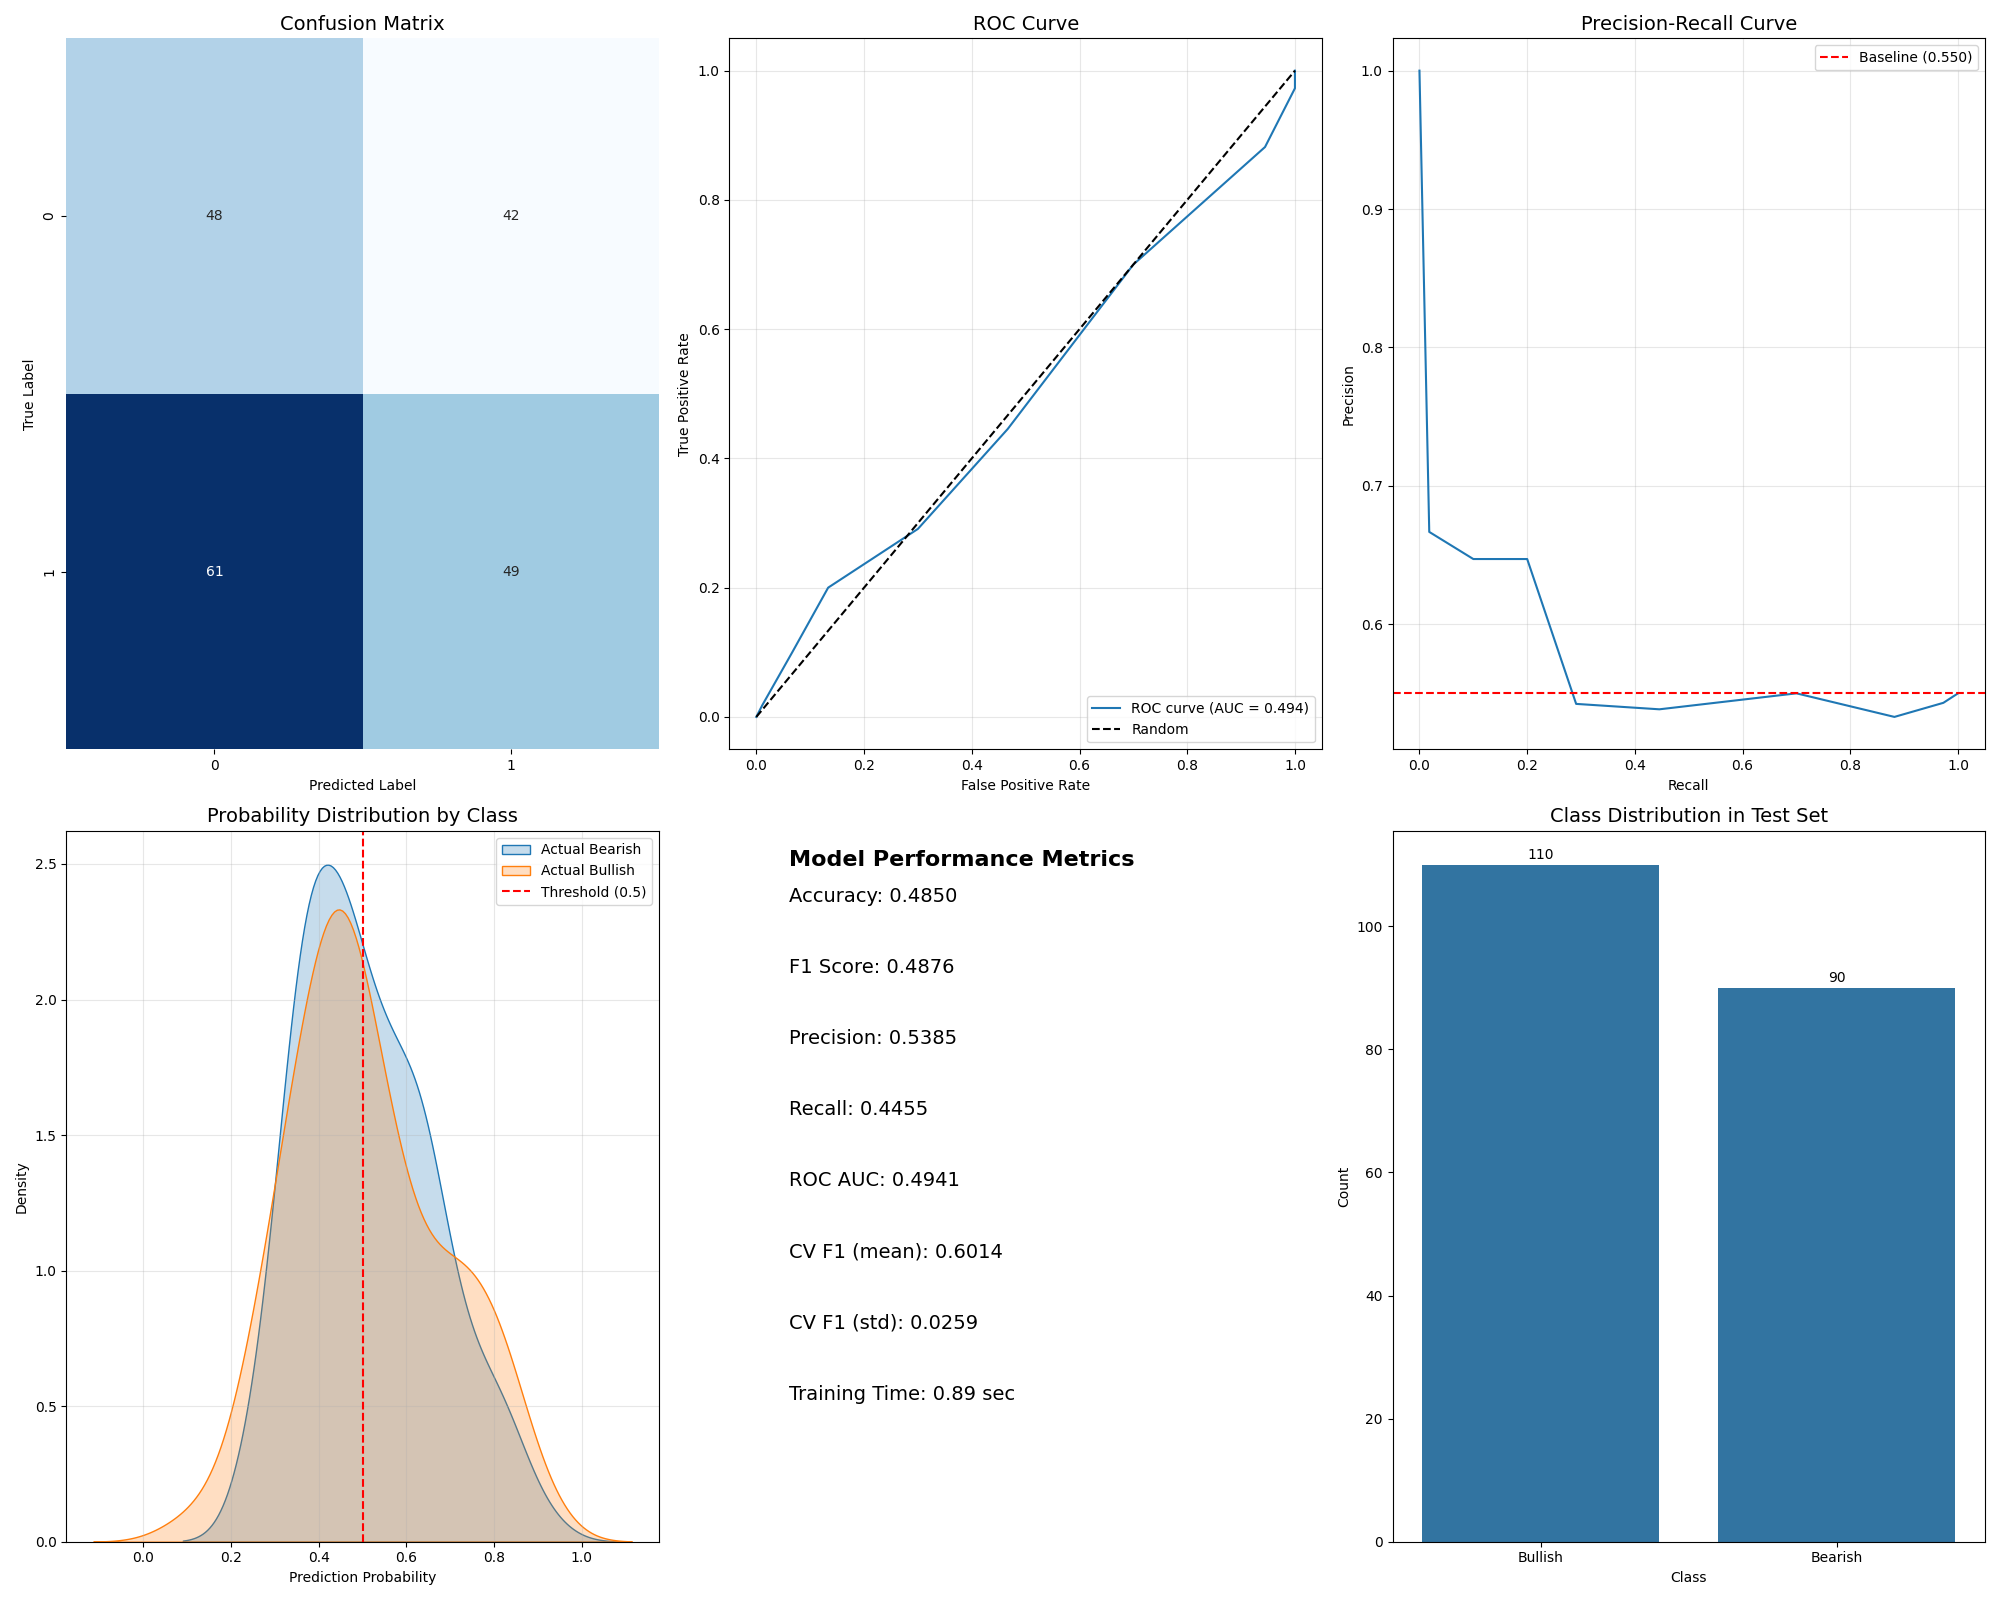 Confusion Matrix
0
1
48
42
61
49
0
1
True Label
Predicted Label
ROC Curve
1.0
0.8
0.6
0.4
0.2
0.0
True Positive Rate
ROC curve (AUC = 0.494)
Random
0.0
0.2
0.4
0.6
0.8
1.0
False Positive Rate
Precision-Recall Curve
Baseline (0.550)
1.0
0.9
0.8
0.7
0.6
Precision
0.0
0.2
0.4
0.6
0.8
1.0
Recall
Probability Distribution by Class
Actual Bearish
Actual Bullish
Threshold (0.5)
2.5
2.0
1.5
1.0
0.5
0.0
Density
0.0
0.2
0.4
0.6
0.8
1.0
Prediction Probability
Model Performance Metrics
Accuracy: 0.4850
F1 Score: 0.4876
Precision: 0.5385
Recall: 0.4455
ROC AUC: 0.4941
CV F1 (mean): 0.6014
CV F1 (std): 0.0259
Training Time: 0.89 sec
Class Distribution in Test Set
110
90
100
80
60
40
20
0
Count
Bullish
Bearish
Class